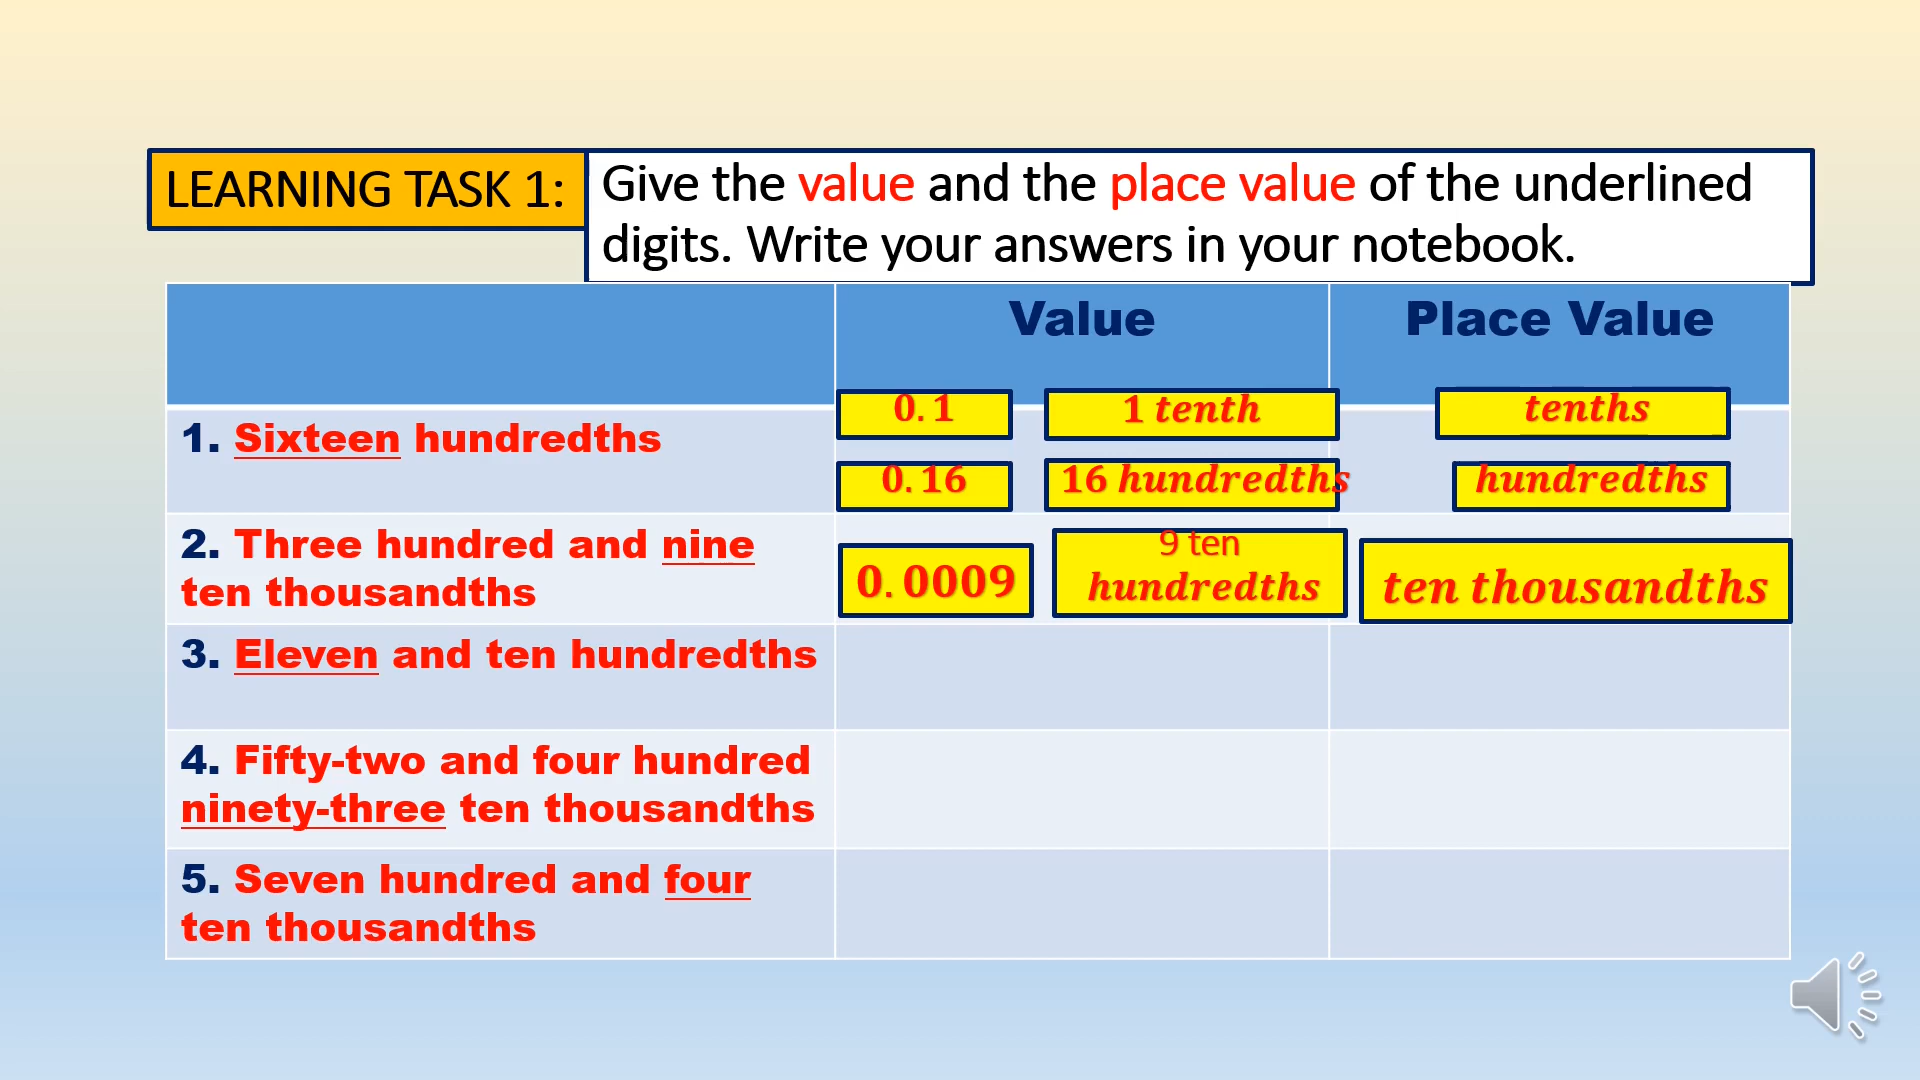 LEARNING TASK 1:
Give the value and the place value of the underlined
digits. Write your answers in your notebook.
Value
Place Value
1. Sixteen hundredths
0.1
1 tenth
tenths
0.16
16 hundredths
hundredths
2. Three hundred and nine
ten thousandths
0.0009
9 ten
hundredths
ten thousandths
3. Eleven and ten hundredths
4. Fifty-two and four hundred
ninety-three ten thousandths
5. Seven hundred and four
ten thousandths